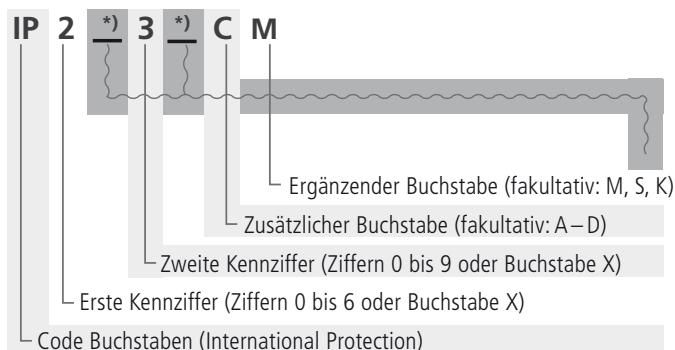 IP 2 *) 3 *) C M
Ergänzender Buchstabe (fakultativ: M, S, K)
Zusätzlicher Buchstabe (fakultativ: A – D)
Zweite Kennziffer (Ziffern 0 bis 9 oder Buchstabe X)
Erste Kennziffer (Ziffern 0 bis 6 oder Buchstabe X)
Code Buchstaben (International Protection)